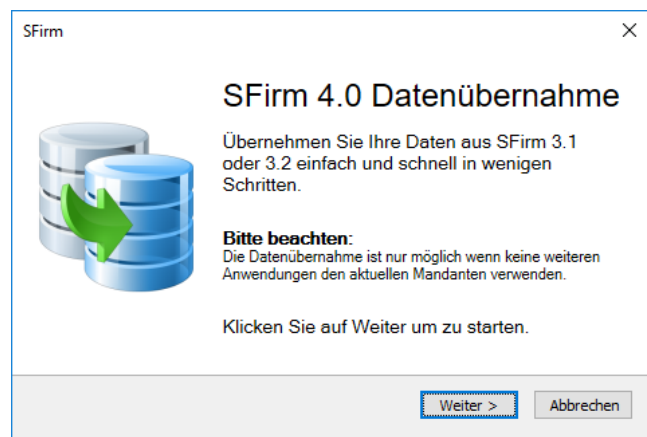 SFirm
SFirm 4.0 Datenübernahme
Übernehmen Sie Ihre Daten aus SFirm 3.1
oder 3.2 einfach und schnell in wenigen
Schritten.
Bitte beachten:
Die Datenübernahme ist nur möglich wenn keine weiteren
Anwendungen den aktuellen Mandanten verwenden.
Klicken Sie auf Weiter um zu starten.
Weiter >
Abbrechen